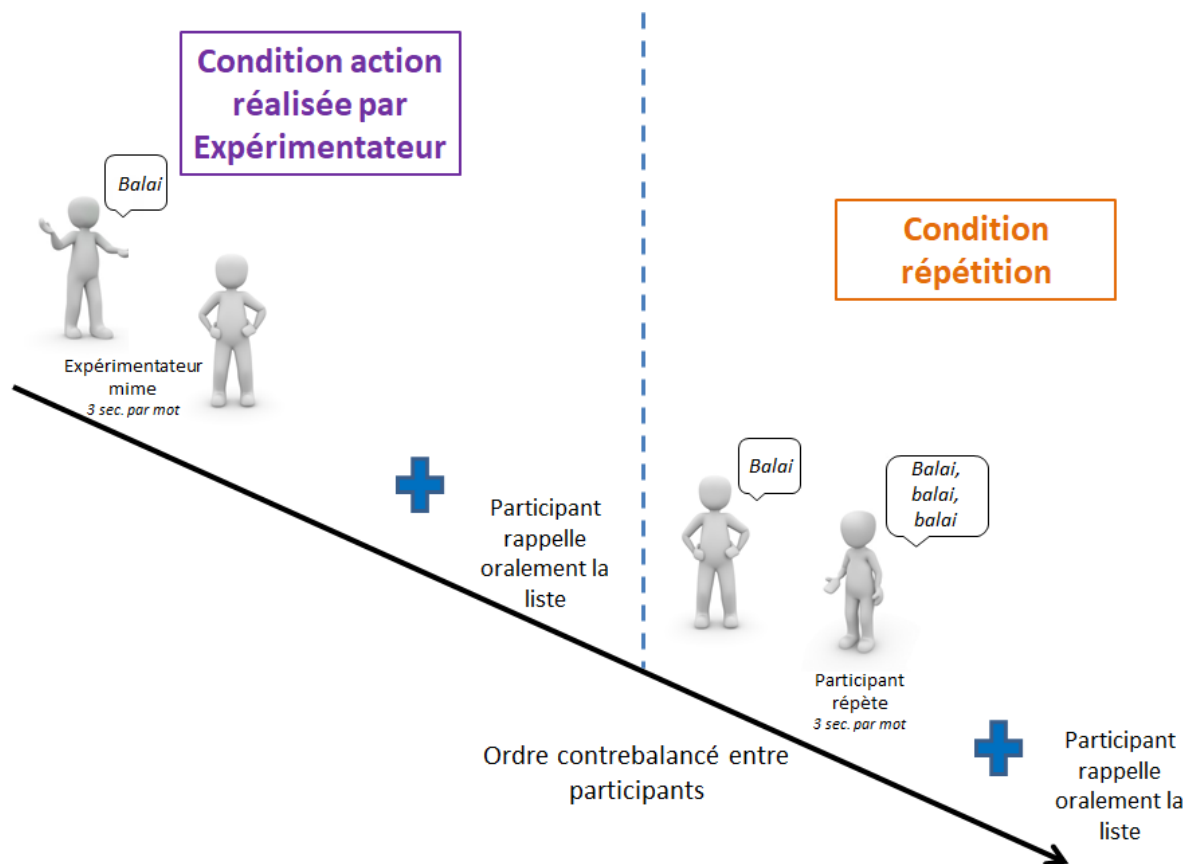 Condition action
réalisée par
Expérimentateur
Balai
Expérimentateur
mime
3 sec. par mot
Participant
rappelle
oralement la
liste
Condition
répétition
Balai
Balai,
balai,
balai
Participant
répète
3 sec. par mot
Ordre contrebalancé entre
participants
Participant
rappelle
oralement la
liste